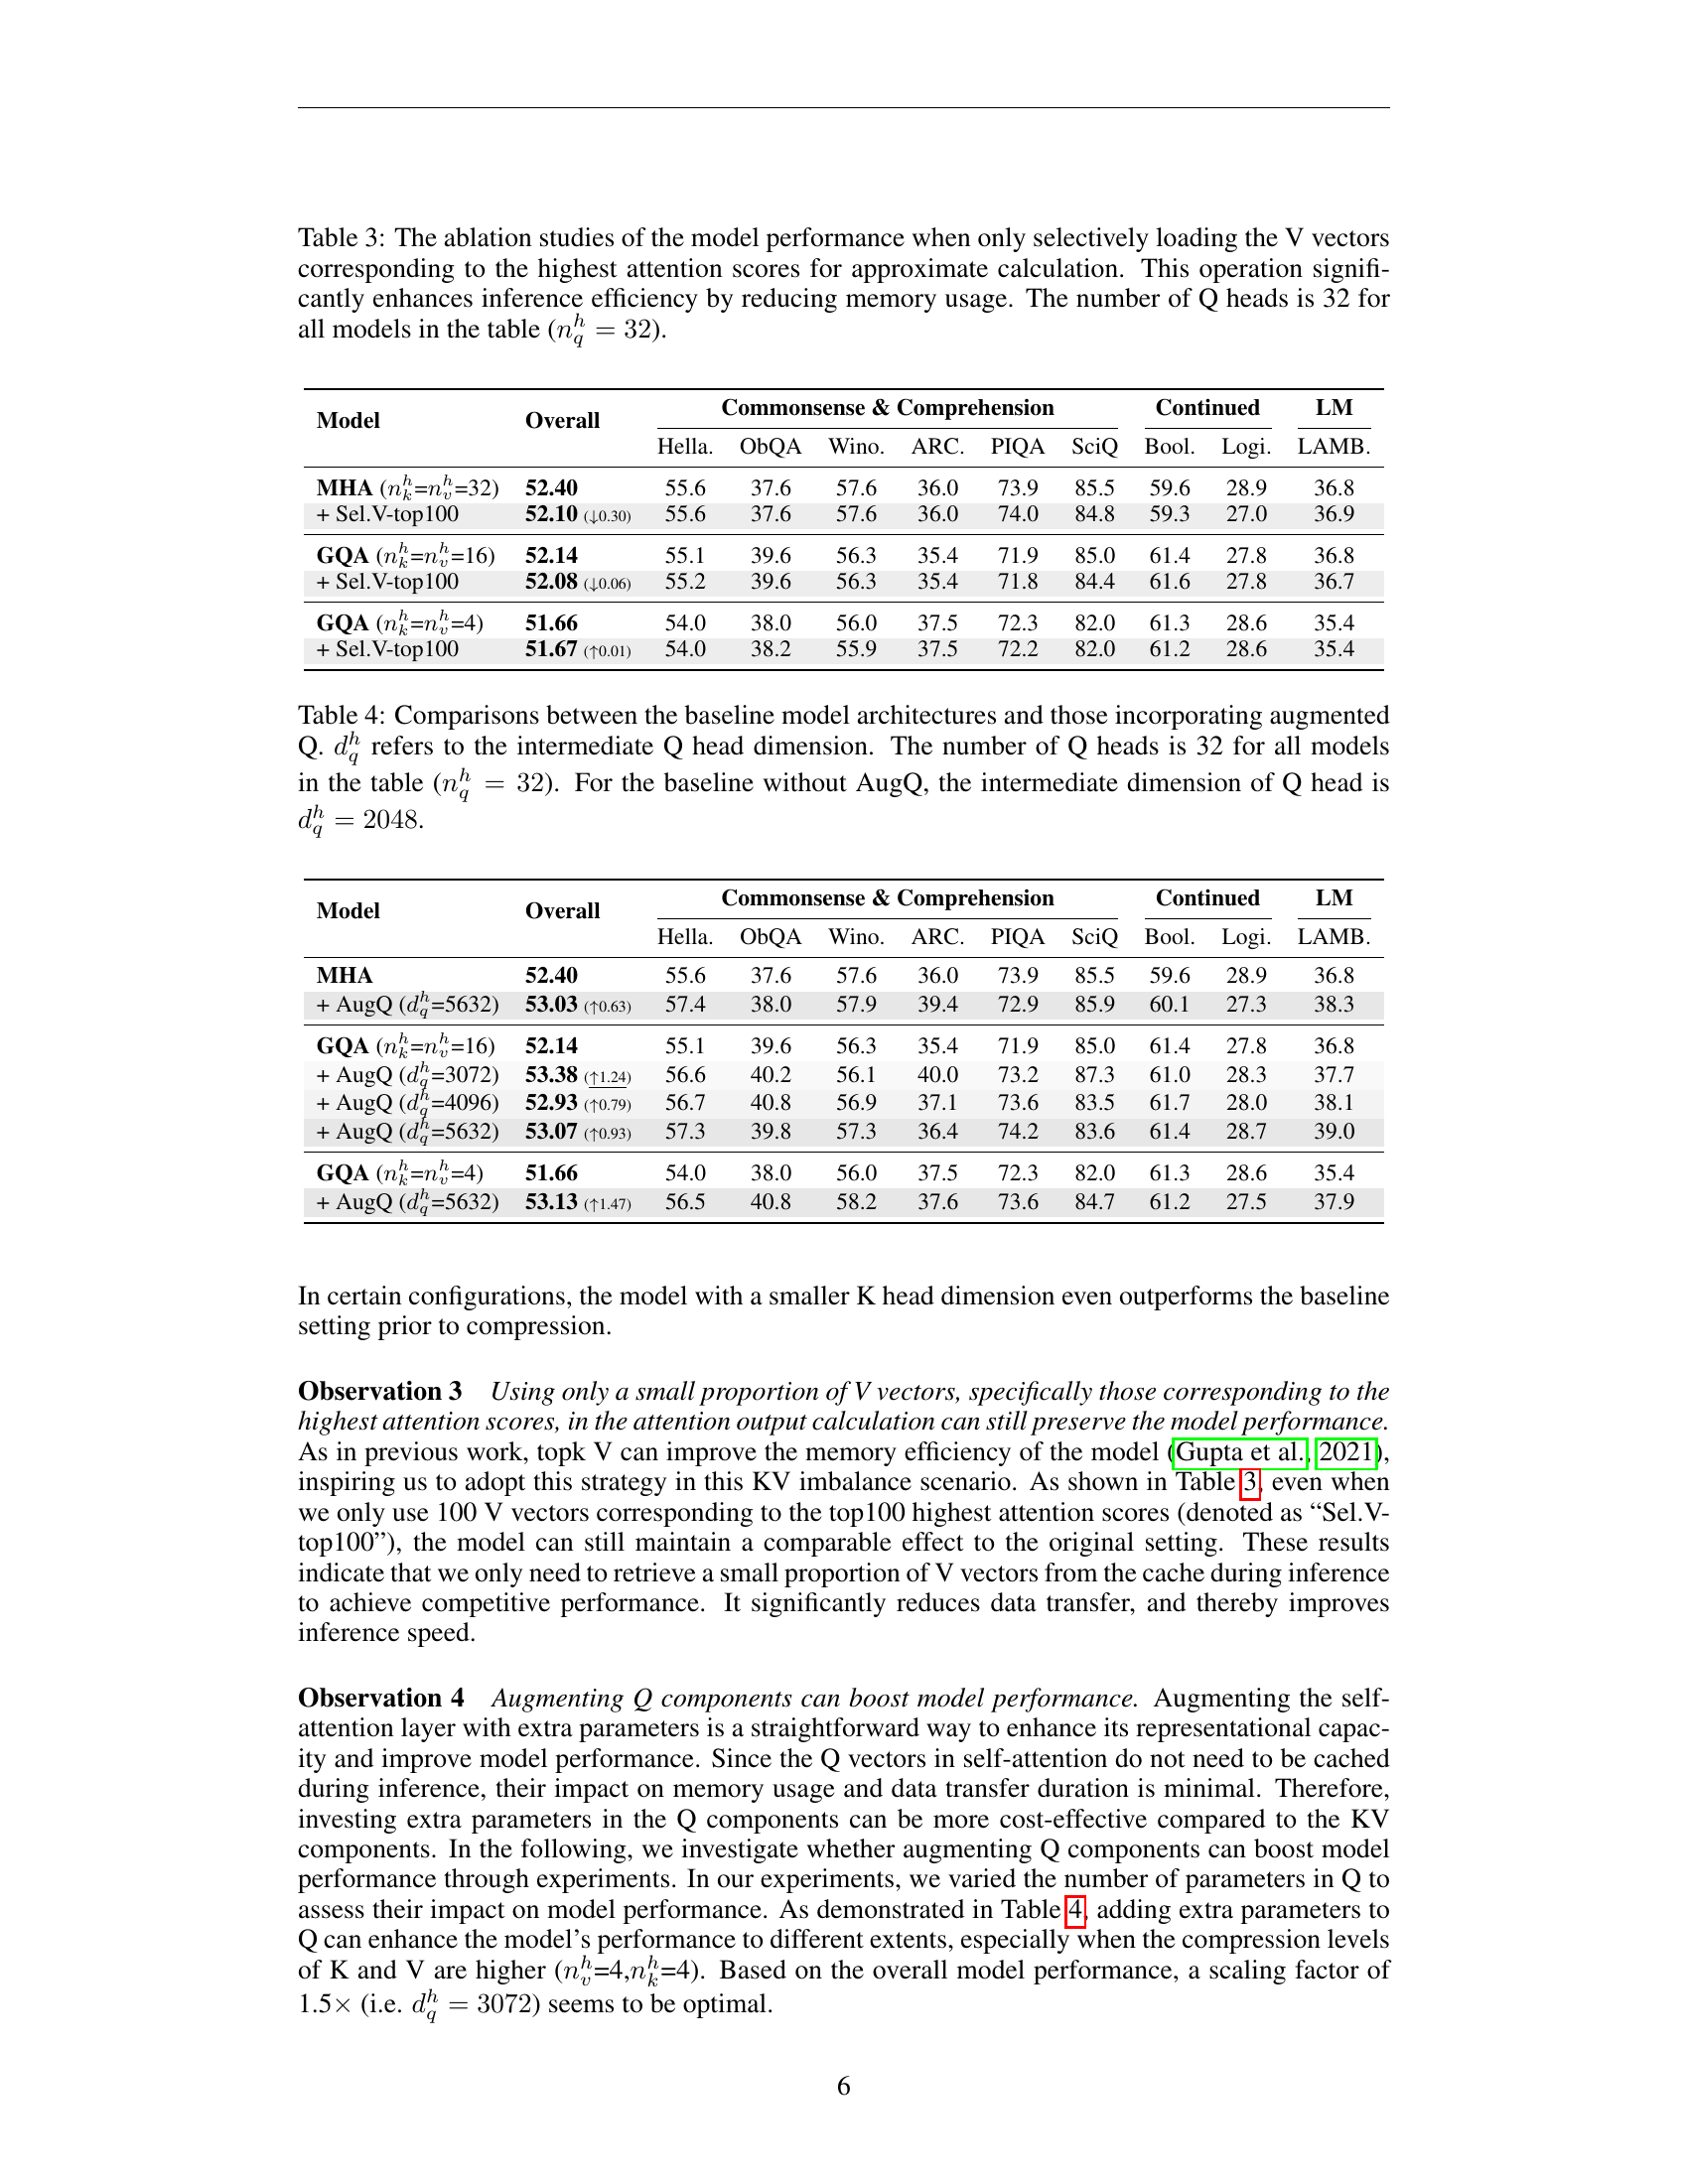 Table 3: The ablation studies of the model performance when only selectively loading the V vectors
corresponding to the highest attention scores for approximate calculation. This operation signifi-
cantly enhances inference efficiency by reducing memory usage. The number of Q heads is 32 for
all models in the table (n_q^h = 32).
Model Overall Commonsense & Comprehension Continued LM
Hella. ObQA Wino. ARC. PIQA SciQ Bool. Logi. LAMB.
MHA (n_k^h=n_v^h=32) 52.40 55.6 37.6 57.6 36.0 73.9 85.5 59.6 28.9 36.8
+ Sel.V-top100 52.10 (↓0.30) 55.6 37.6 57.6 36.0 74.0 84.8 59.3 27.0 36.9
GQA (n_k^h=n_v^h=16) 52.14 55.1 39.6 56.3 35.4 71.9 85.0 61.4 27.8 36.8
+ Sel.V-top100 52.08 (↓0.06) 55.2 39.6 56.3 35.4 71.8 84.4 61.6 27.8 36.7
GQA (n_k^h=n_v^h=4) 51.66 54.0 38.0 56.0 37.5 72.3 82.0 61.3 28.6 35.4
+ Sel.V-top100 51.67 (↑0.01) 54.0 38.2 55.9 37.5 72.2 82.0 61.2 28.6 35.4
Table 4: Comparisons between the baseline model architectures and those incorporating augmented
Q. d_q^h refers to the intermediate Q head dimension. The number of Q heads is 32 for all models
in the table (n_q^h = 32). For the baseline without AugQ, the intermediate dimension of Q head is
d_q^h = 2048.
Model Overall Commonsense & Comprehension Continued LM
Hella. ObQA Wino. ARC. PIQA SciQ Bool. Logi. LAMB.
MHA 52.40 55.6 37.6 57.6 36.0 73.9 85.5 59.6 28.9 36.8
+ AugQ (d_q^h=5632) 53.03 (↑0.63) 57.4 38.0 57.9 39.4 72.9 85.9 60.1 27.3 38.3
GQA (n_k^h=n_v^h=16) 52.14 55.1 39.6 56.3 35.4 71.9 85.0 61.4 27.8 36.8
+ AugQ (d_q^h=3072) 53.38 (↑1.24) 56.6 40.2 56.1 40.0 73.2 87.3 61.0 28.3 37.7
+ AugQ (d_q^h=4096) 52.93 (↑0.79) 56.7 40.8 56.9 37.1 73.6 83.5 61.7 28.0 38.1
+ AugQ (d_q^h=5632) 53.07 (↑0.93) 57.3 39.8 57.3 36.4 74.2 83.6 61.4 28.7 39.0
GQA (n_k^h=n_v^h=4) 51.66 54.0 38.0 56.0 37.5 72.3 82.0 61.3 28.6 35.4
+ AugQ (d_q^h=5632) 53.13 (↑1.47) 56.5 40.8 58.2 37.6 73.6 84.7 61.2 27.5 37.9
In certain configurations, the model with a smaller K head dimension even outperforms the baseline
setting prior to compression.
Observation 3 Using only a small proportion of V vectors, specifically those corresponding to the
highest attention scores, in the attention output calculation can still preserve the model performance.
As in previous work, topk V can improve the memory efficiency of the model (Gupta et al., 2021),
inspiring us to adopt this strategy in this KV imbalance scenario. As shown in Table 3, even when
we only use 100 V vectors corresponding to the top100 highest attention scores (denoted as “Sel.V-
top100”), the model can still maintain a comparable effect to the original setting. These results
indicate that we only need to retrieve a small proportion of V vectors from the cache during inference
to achieve competitive performance. It significantly reduces data transfer, and thereby improves
inference speed.
Observation 4 Augmenting Q components can boost model performance. Augmenting the self-
attention layer with extra parameters is a straightforward way to enhance its representational capac-
ity and improve model performance. Since the Q vectors in self-attention do not need to be cached
during inference, their impact on memory usage and data transfer duration is minimal. Therefore,
investing extra parameters in the Q components can be more cost-effective compared to the KV
components. In the following, we investigate whether augmenting Q components can boost model
performance through experiments. In our experiments, we varied the number of parameters in Q to
assess their impact on model performance. As demonstrated in Table 4, adding extra parameters to
Q can enhance the model’s performance to different extents, especially when the compression levels
of K and V are higher (n_v^h=4,n_k^h=4). Based on the overall model performance, a scaling factor of
1.5× (i.e. d_q^h = 3072) seems to be optimal.
6